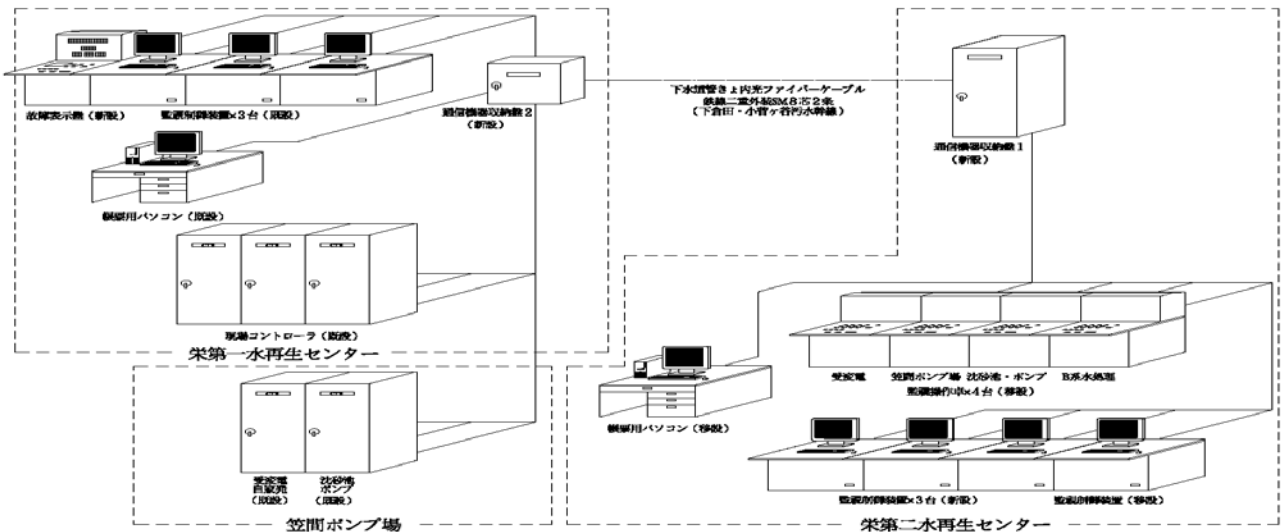 故障表示盤（新設）
監視制御装置×3台（既設）
通信機器収納盤2
（新設）
下水道管きょ内光ファイバーケーブル
鉄線二重外装SM8芯2条
（下倉田・小菅ヶ谷汚水幹線）
通信機器収納盤1
（新設）
帳票用パソコン（既設）
現場コントローラ（既設）
栄第一水再生センター
受変電
自家発
（既設）
沈砂池
ポンプ
（既設）
笠間ポンプ場
受変電
笠間ポンプ場
沈砂池・ポンプ
B系水処理
監視操作卓×4台（移設）
帳票用パソコン（移設）
監視制御装置×3台（新設）
監視制御装置（移設）
栄第二水再生センター